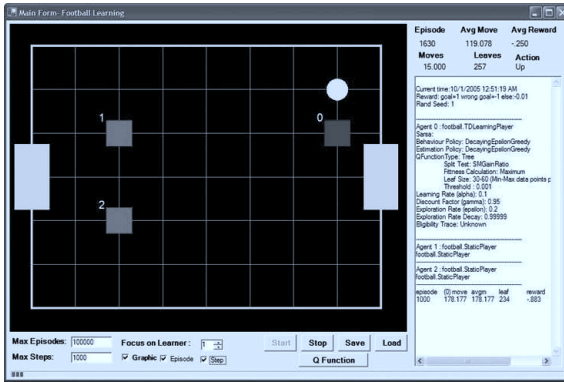 Main Form- Football Learning
Episode Avg Move Avg Reward
1630 119.078 -.250
Moves Leaves Action
15.000 257 Up
1
0
2
Current time:10/1/2005 12:51:19 AM
Reward: goal=1 wrong goal=-1 else:-0.01
Rand Seed: 1
Agent 0 : football.TDLearningPlayer
Sarsa:
Behaviour Policy: DecayingEpsilonGreedy
Estimation Policy: DecayingEpsilonGreedy
QFunctionType: Tree
Split Test: SMGainRatio
Fittness Calculation: Maximum
Leaf Size: 30-60 (Min-Max data points p
Threshold : 0.001
Learning Rate (alpha): 0.1
Discount Factor (gamma): 0.95
Exploration Rate (epsilon): 0.2
Exploration Rate Decay: 0.99999
Eligibility Trace: Unknown
Agent 1 : football.StaticPlayer
football.StaticPlayer
Agent 2 : football.StaticPlayer
football.StaticPlayer
episode (0) move avgm leaf reward
1000 178.177 178.177 234 -.883
Max Episodes: 100000 Focus on Learner : 1 Start Stop Save Load
Max Steps: 1000 Graphic Episode Step Q Function